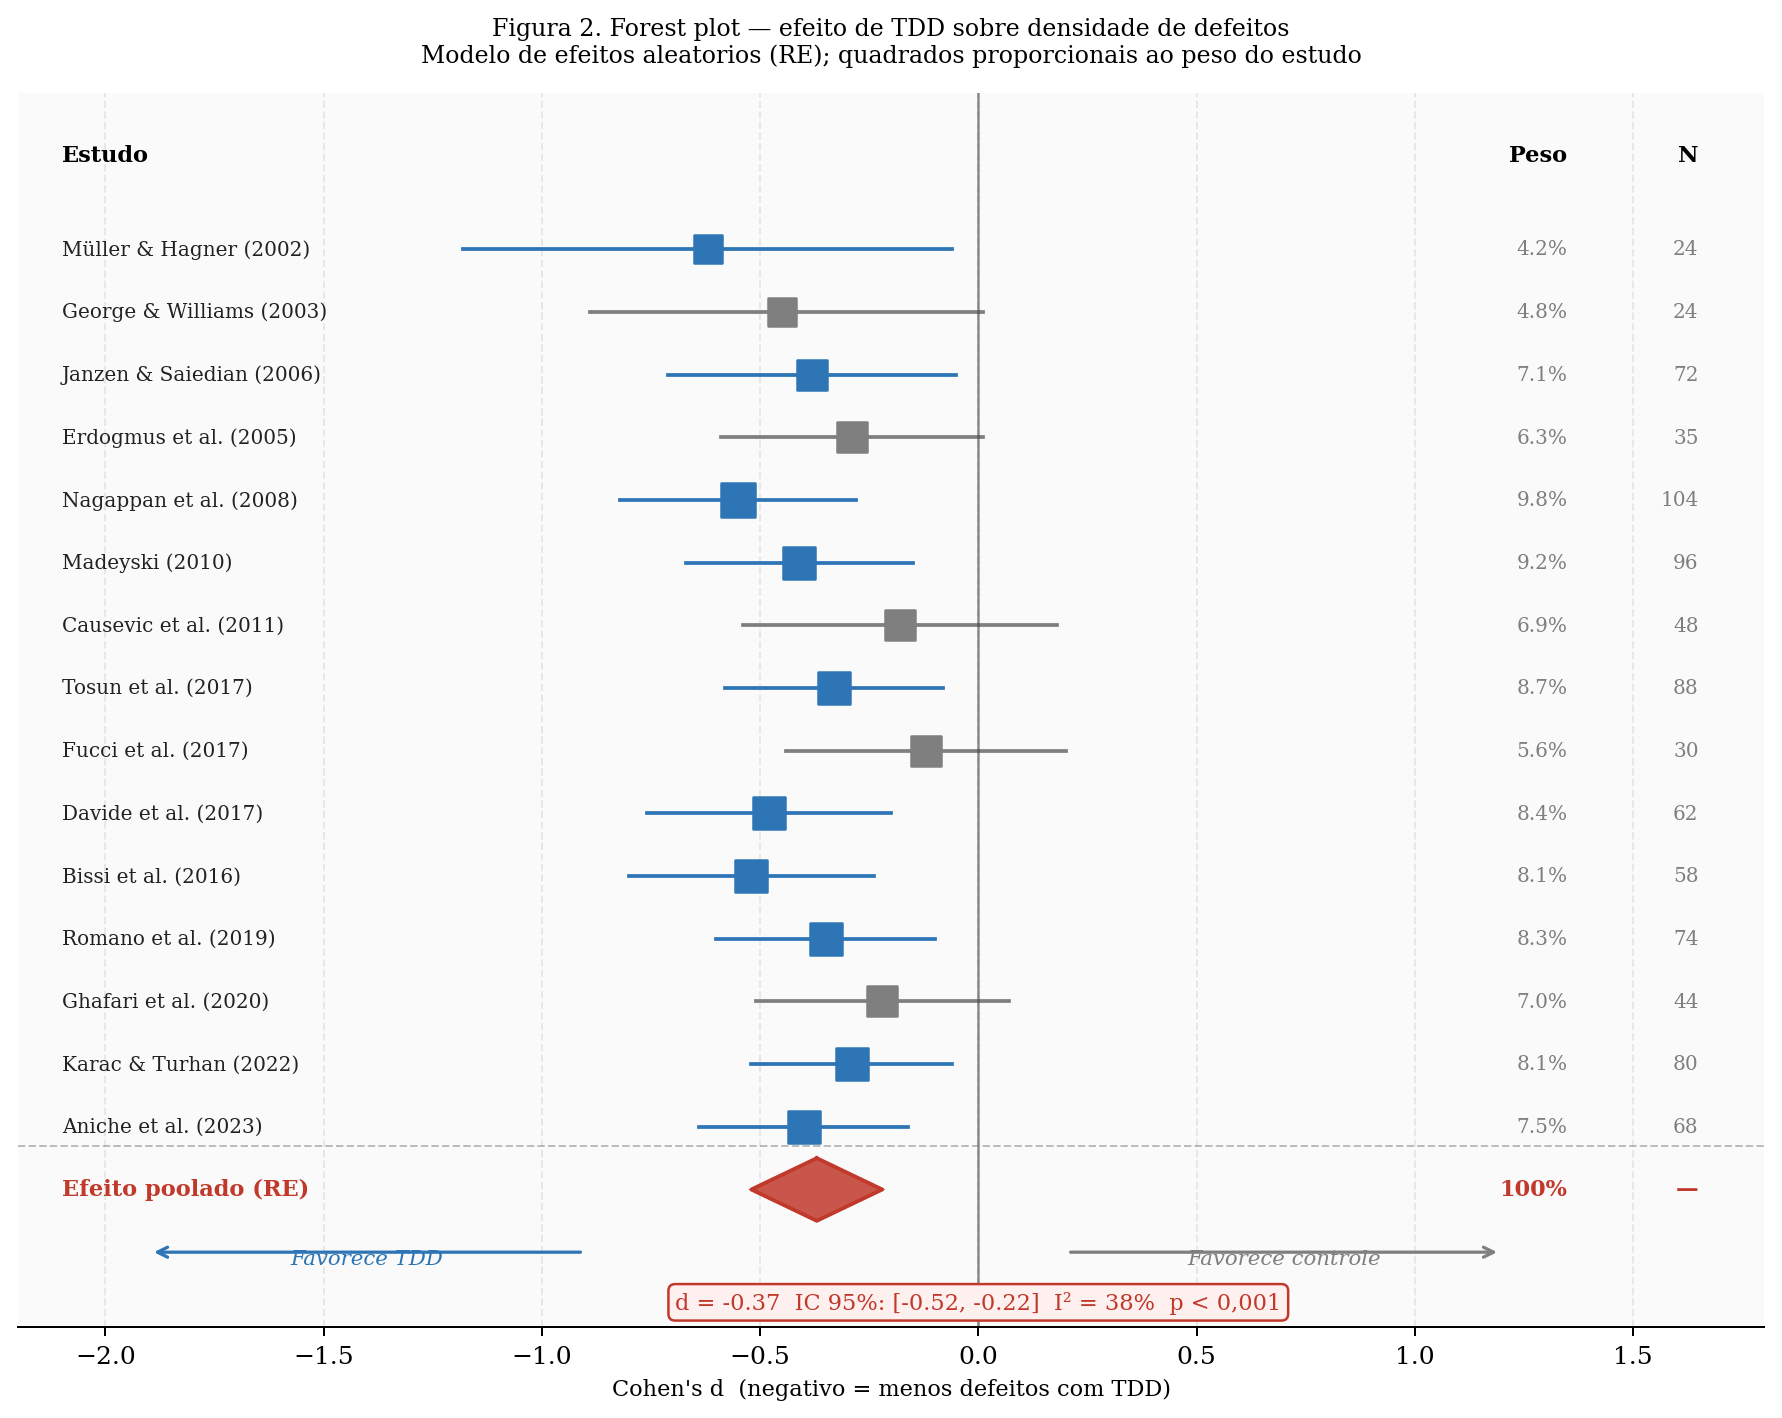 Figura 2. Forest plot — efeito de TDD sobre densidade de defeitos
Modelo de efeitos aleatorios (RE); quadrados proporcionais ao peso do estudo
Estudo Peso N
Müller & Hagner (2002) 4.2% 24
George & Williams (2003) 4.8% 24
Janzen & Saiedian (2006) 7.1% 72
Erdogmus et al. (2005) 6.3% 35
Nagappan et al. (2008) 9.8% 104
Madeyski (2010) 9.2% 96
Causevic et al. (2011) 6.9% 48
Tosun et al. (2017) 8.7% 88
Fucci et al. (2017) 5.6% 30
Davide et al. (2017) 8.4% 62
Bissi et al. (2016) 8.1% 58
Romano et al. (2019) 8.3% 74
Ghafari et al. (2020) 7.0% 44
Karac & Turhan (2022) 8.1% 80
Aniche et al. (2023) 7.5% 68
Efeito poolado (RE) 100% —
Favorece TDD Favorece controle
d = -0.37 IC 95%: [-0.52, -0.22] I² = 38% p < 0,001
−2.0 −1.5 −1.0 −0.5 0.0 0.5 1.0 1.5
Cohen's d (negativo = menos defeitos com TDD)